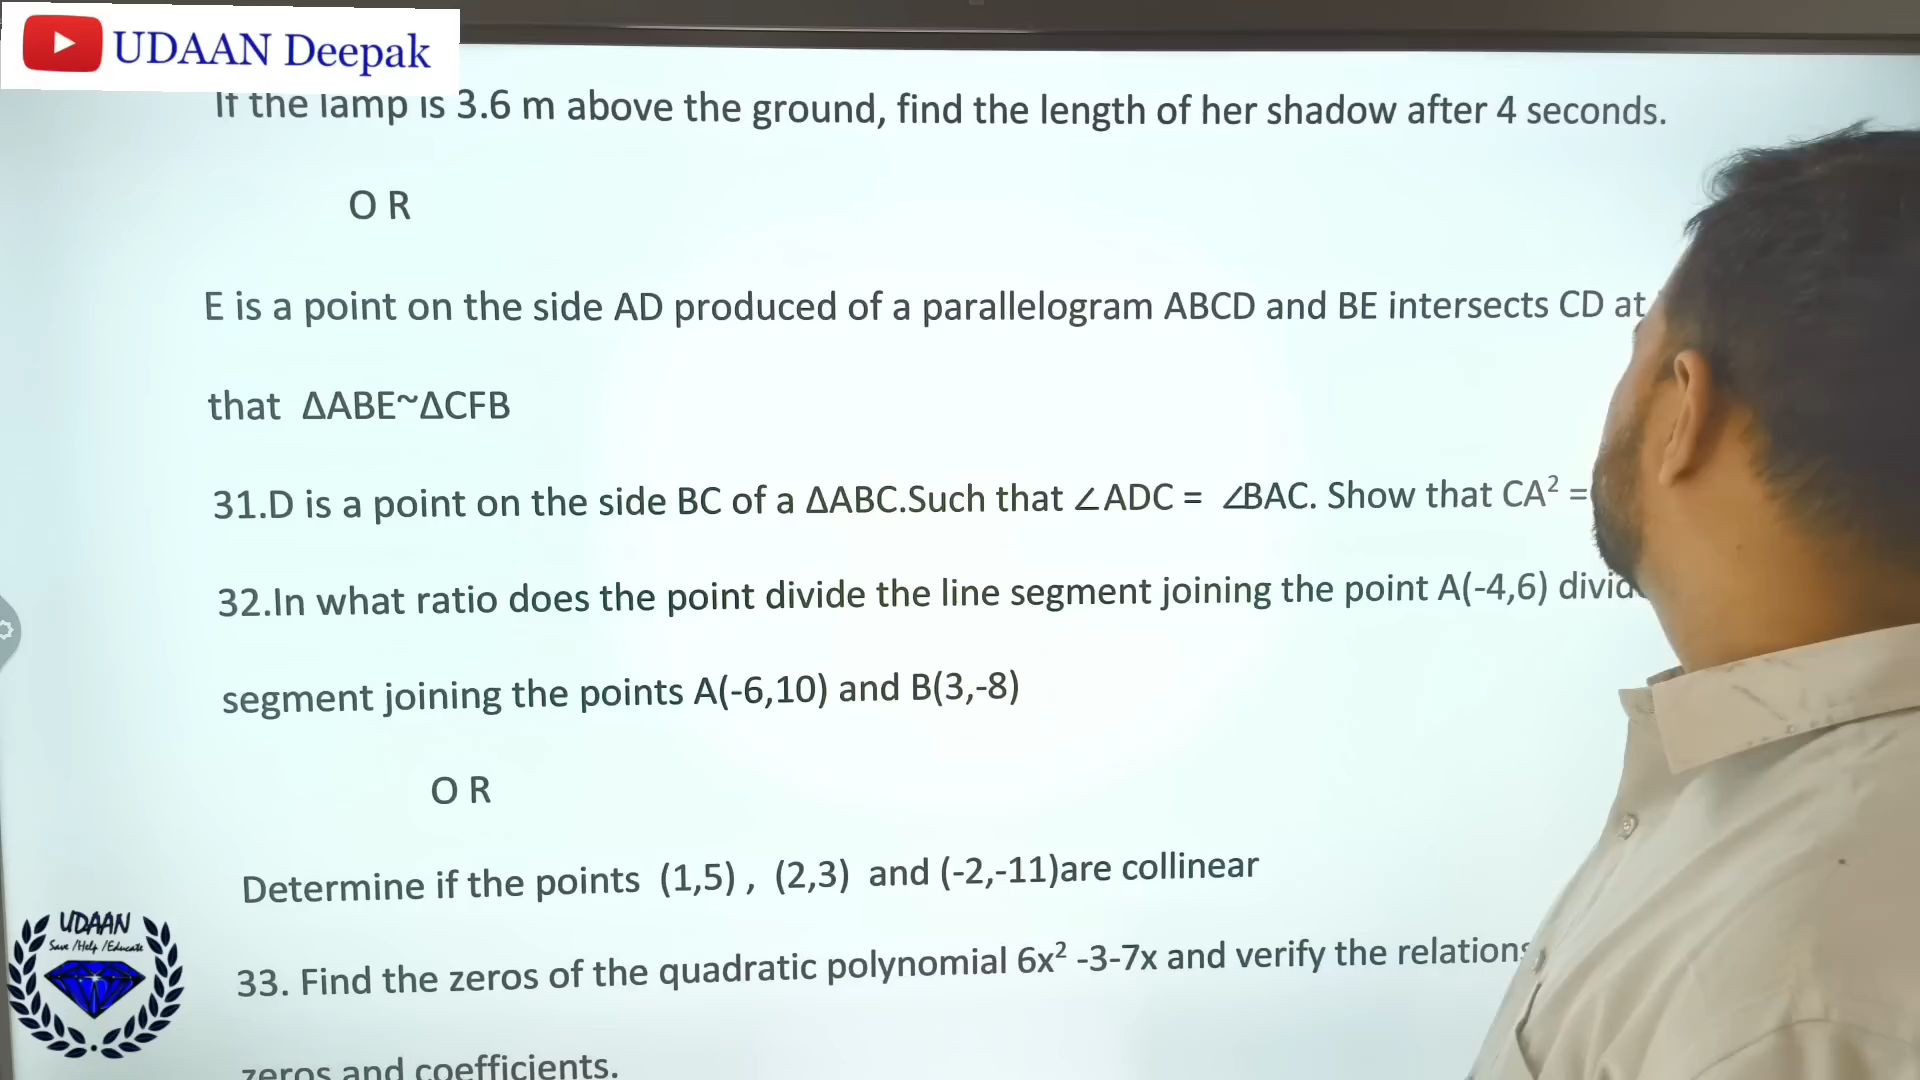 UDAAN Deepak
If the lamp is 3.6 m above the ground, find the length of her shadow after 4 seconds.
O R
E is a point on the side AD produced of a parallelogram ABCD and BE intersects CD at
that ΔABE~ΔCFB
31.D is a point on the side BC of a ΔABC.Such that ∠ADC = ∠BAC. Show that CA² =
32.In what ratio does the point divide the line segment joining the point A(-4,6)
segment joining the points A(-6,10) and B(3,-8)
O R
Determine if the points (1,5) , (2,3) and (-2,-11)are collinear
33. Find the zeros of the quadratic polynomial 6x² -3-7x and verify the
zeros and coefficients.
UDAAN
Save /Help /Educate